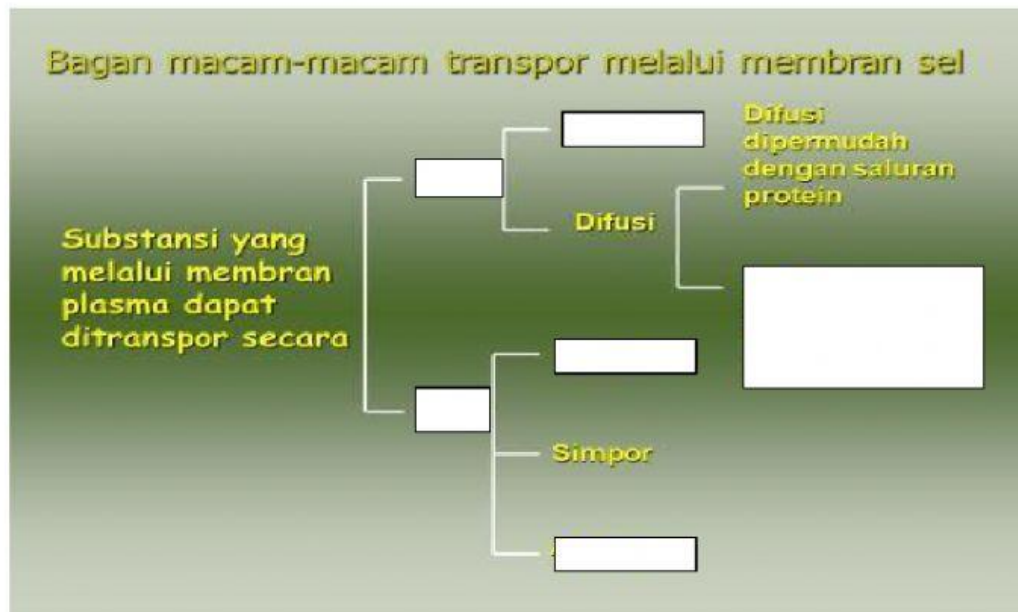 Bagan macam-macam transpor melalui membran sel
Difusi
dipermudah
dengan saluran
protein
Difusi
Substansi yang
melalui membran
plasma dapat
ditranspor secara
Simpor